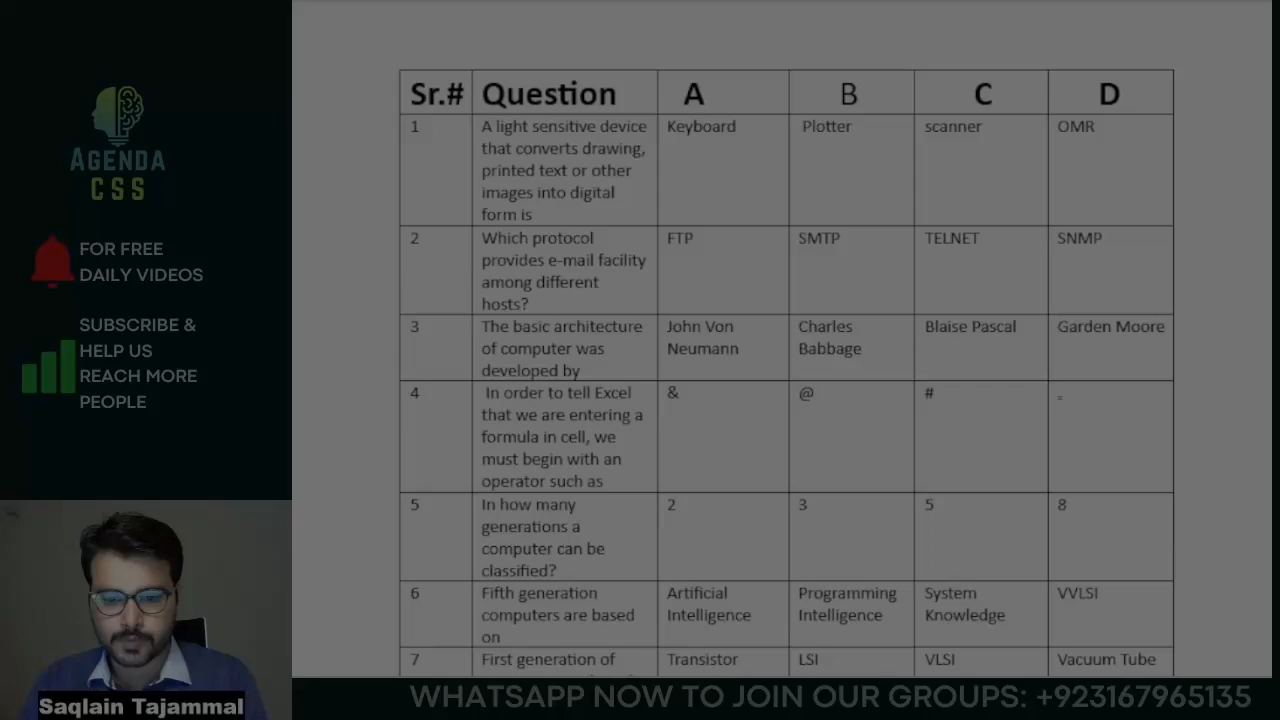 AGENDA
CSS
FOR FREE
DAILY VIDEOS
SUBSCRIBE &
HELP US
REACH MORE
PEOPLE
Saqlain Tajammal
Sr.# Question A B C D
1 A light sensitive device Keyboard Plotter scanner OMR
that converts drawing,
printed text or other
images into digital
form is
2 Which protocol FTP SMTP TELNET SNMP
provides e-mail facility
among different
hosts?
3 The basic architecture John Von Charles Blaise Pascal Garden Moore
of computer was Neumann Babbage
developed by
4 In order to tell Excel & @ # =
that we are entering a
formula in cell, we
must begin with an
operator such as
5 In how many 2 3 5 8
generations a
computer can be
classified?
6 Fifth generation Artificial Programming System VVLSI
computers are based Intelligence Intelligence Knowledge
on
7 First generation of Transistor LSI VLSI Vacuum Tube
WHATSAPP NOW TO JOIN OUR GROUPS: +923167965135